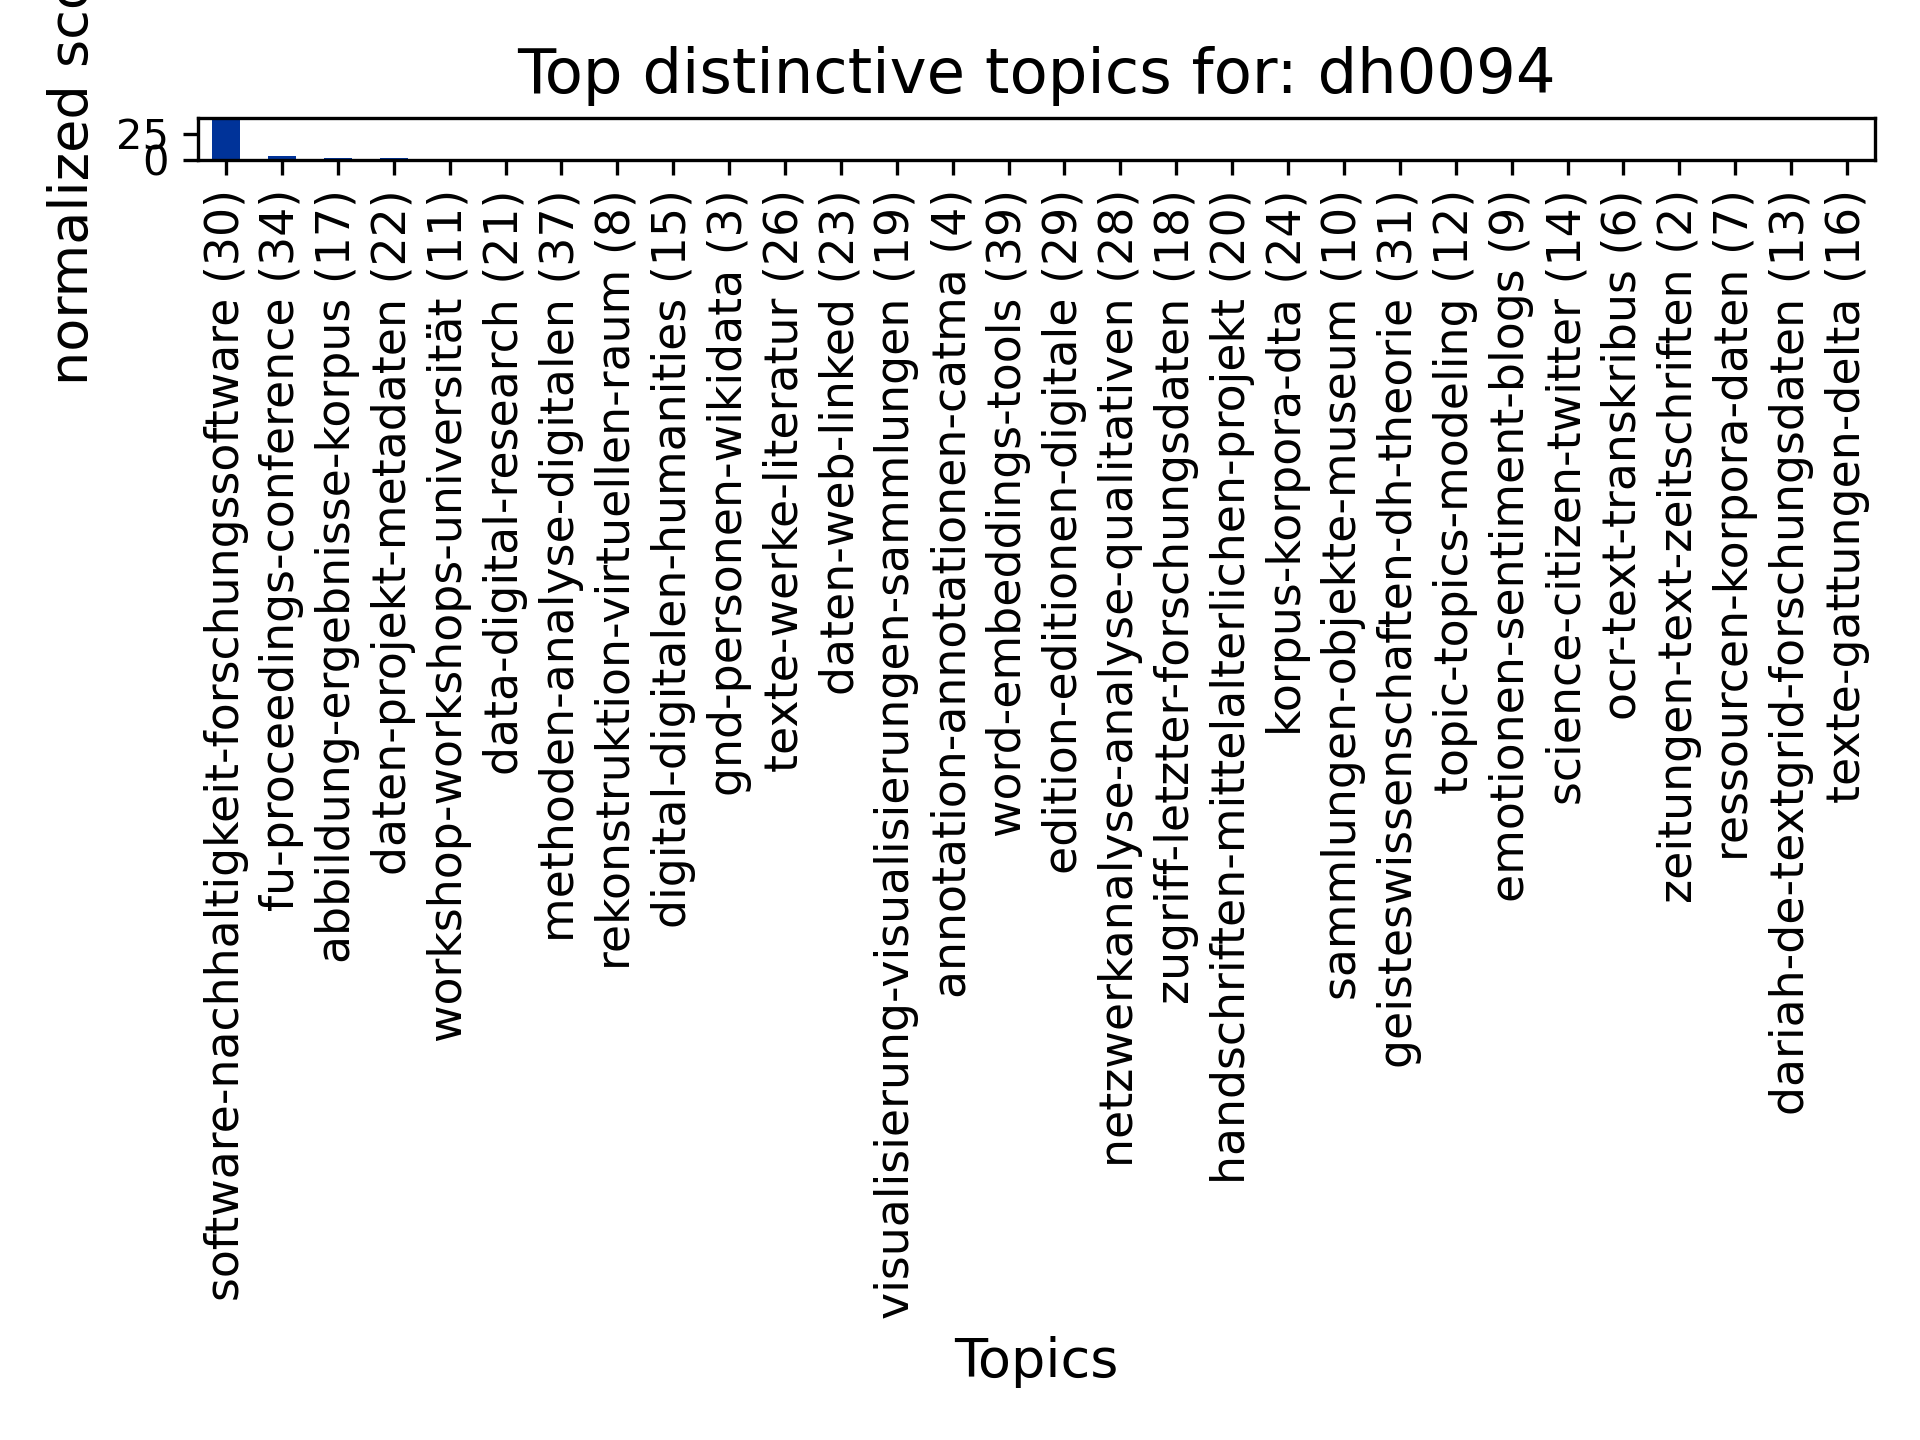 Top distinctive topics for: dh0094
normalized sco
25
0
software-nachhaltigkeit-forschungssoftware (30)
fu-proceedings-conference (34)
abbildung-ergebnisse-korpus (17)
daten-projekt-metadaten (22)
workshop-workshops-universität (11)
data-digital-research (21)
methoden-analyse-digitalen (37)
rekonstruktion-virtuellen-raum (8)
digital-digitalen-humanities (15)
gnd-personen-wikidata (3)
texte-werke-literatur (26)
daten-web-linked (23)
visualisierung-visualisierungen-sammlungen (19)
annotation-annotationen-catma (4)
word-embeddings-tools (39)
edition-editionen-digitale (29)
netzwerkanalyse-analyse-qualitativen (28)
zugriff-letzter-forschungsdaten (18)
handschriften-mittelalterlichen-projekt (20)
korpus-korpora-dta (24)
sammlungen-objekte-museum (10)
geisteswissenschaften-dh-theorie (31)
topic-topics-modeling (12)
emotionen-sentiment-blogs (9)
science-citizen-twitter (14)
ocr-text-transkribus (6)
zeitungen-text-zeitschriften (2)
ressourcen-korpora-daten (7)
dariah-de-textgrid-forschungsdaten (13)
texte-gattungen-delta (16)
Topics